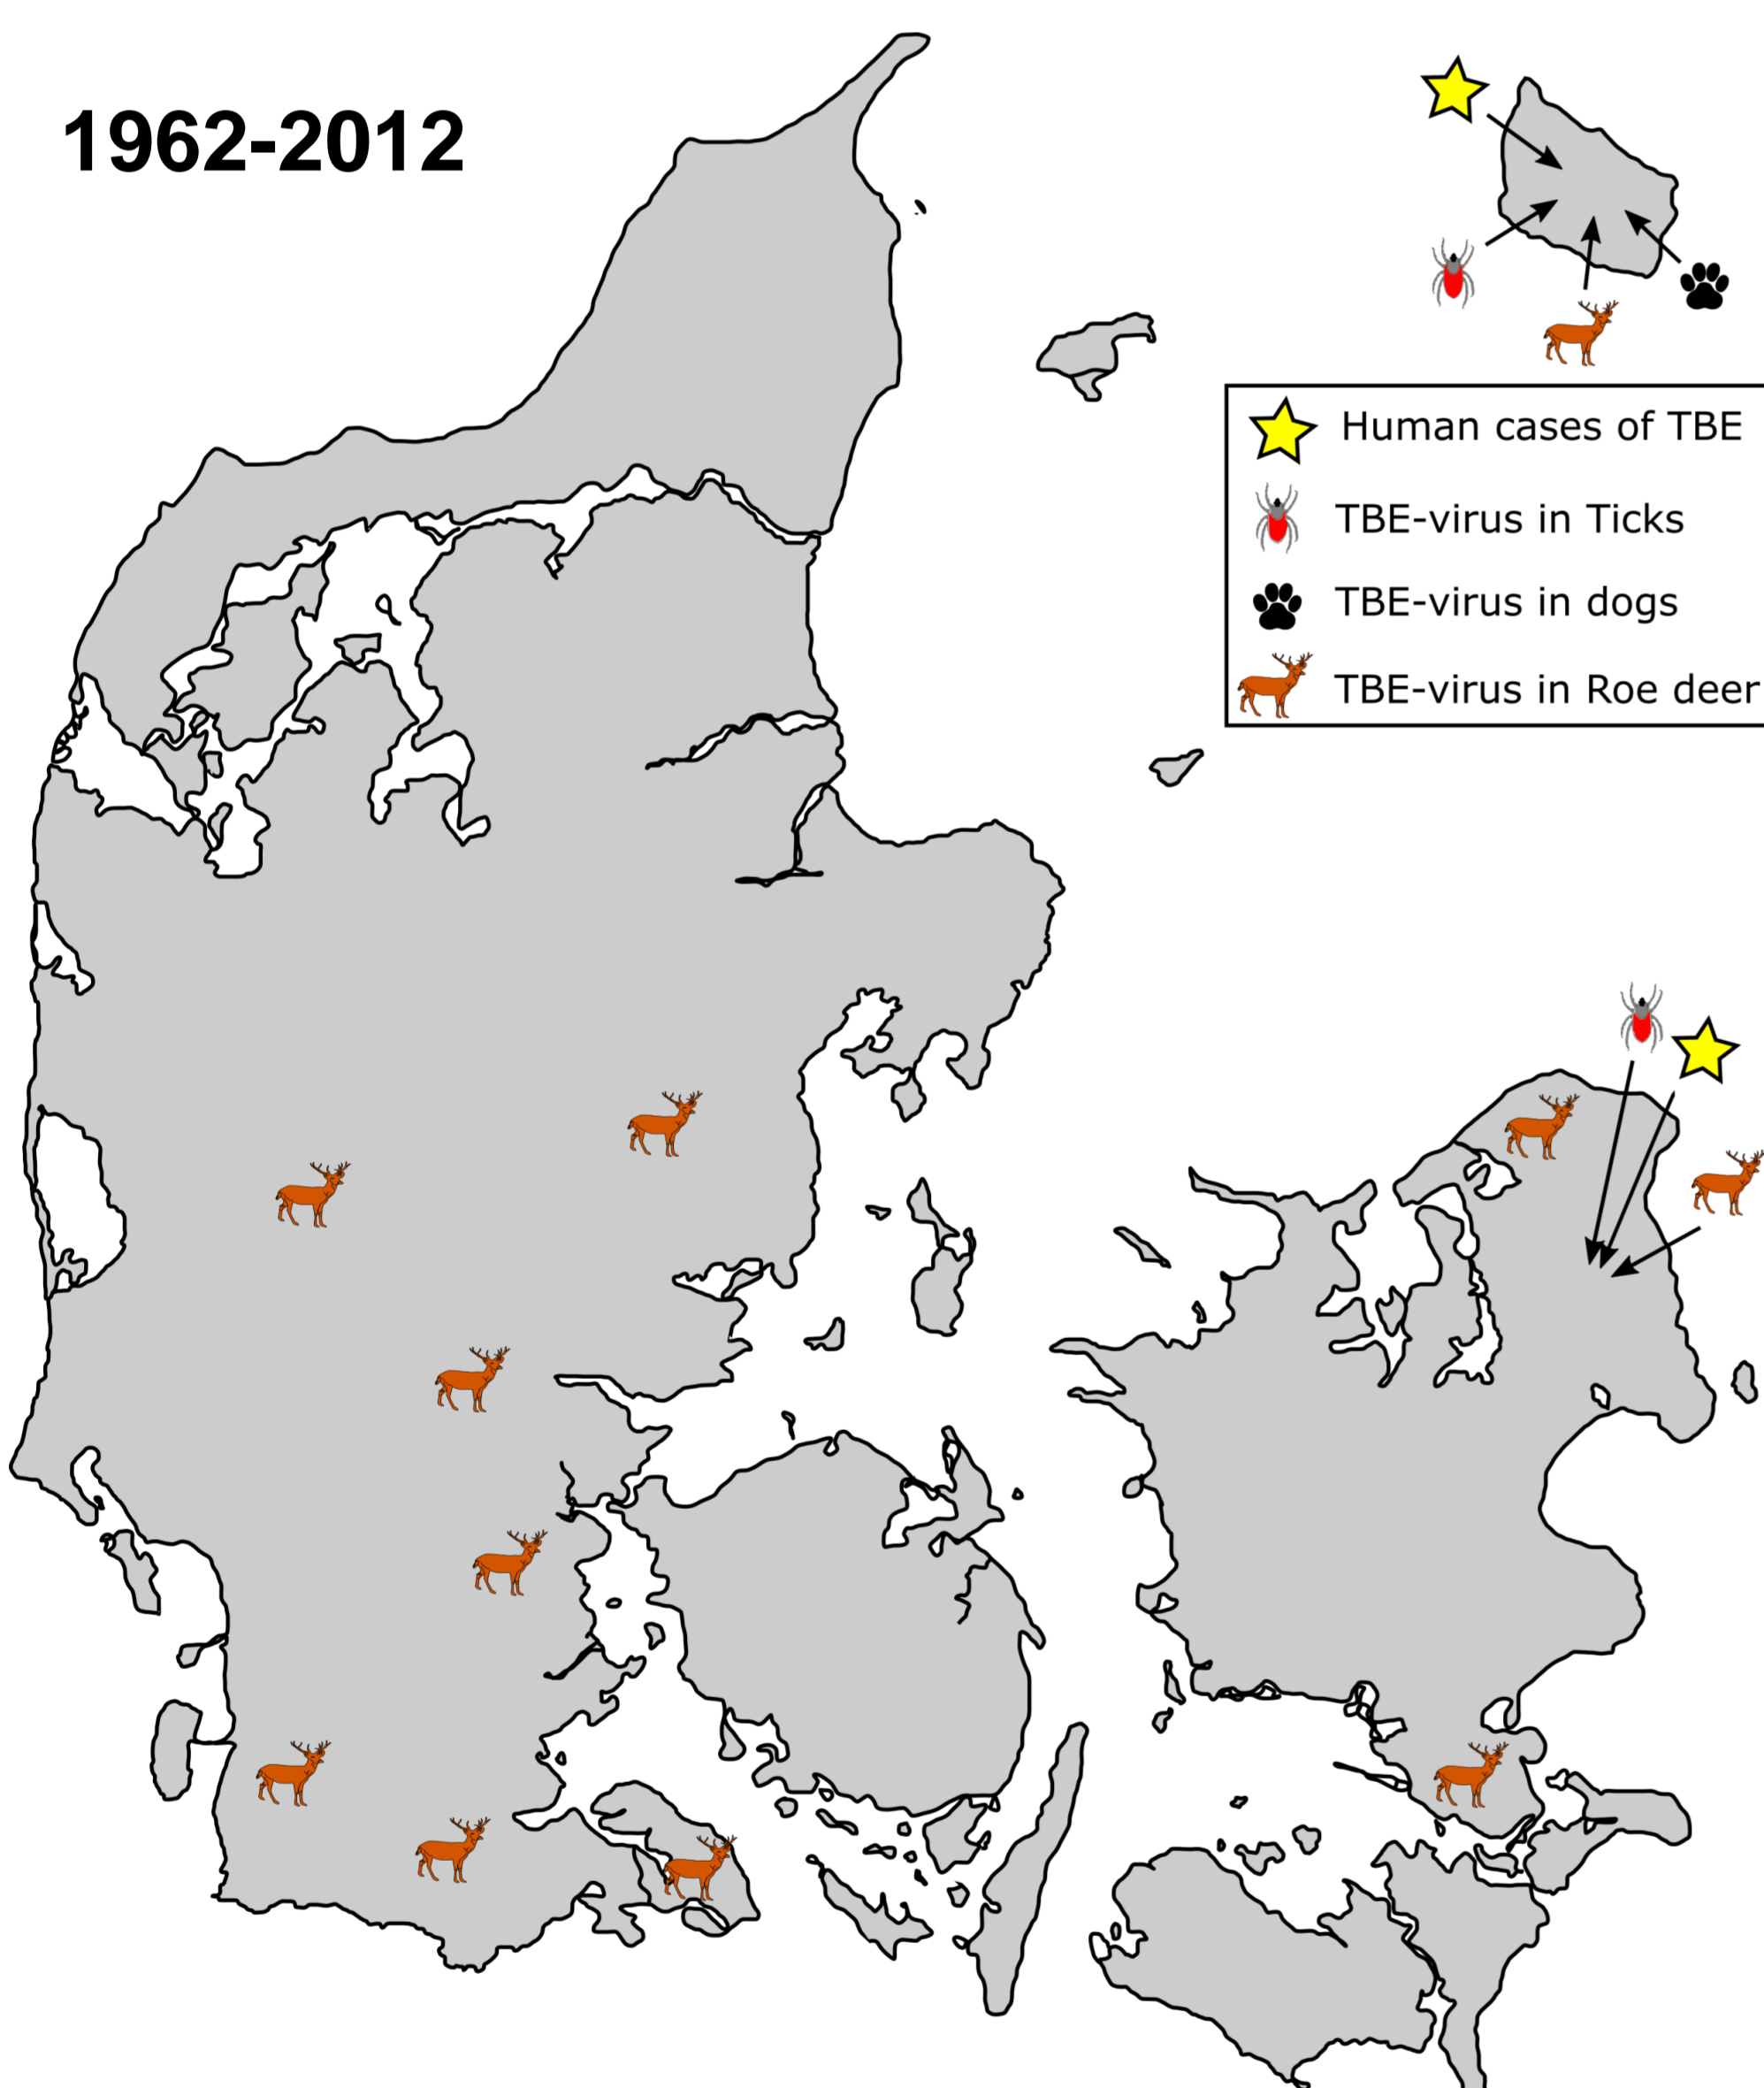 1962-2012
Human cases of TBE
TBE-virus in Ticks
TBE-virus in dogs
TBE-virus in Roe deer